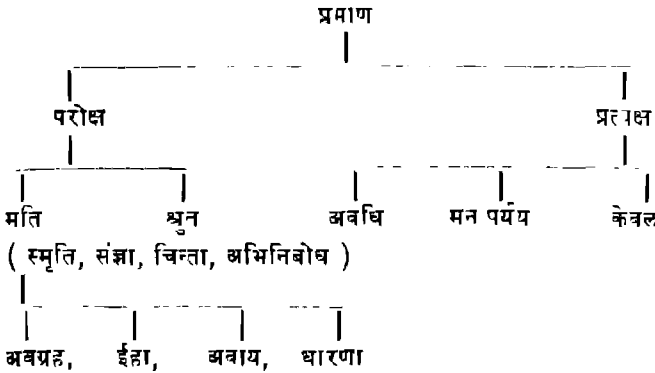 प्रमाण
परोक्ष प्रत्यक्ष
मति श्रुत अवधि मन पर्यय केवल
( स्मृति, संज्ञा, चिन्ता, अभिनिबोध )
अवग्रह, ईहा, अवाय, धारणा